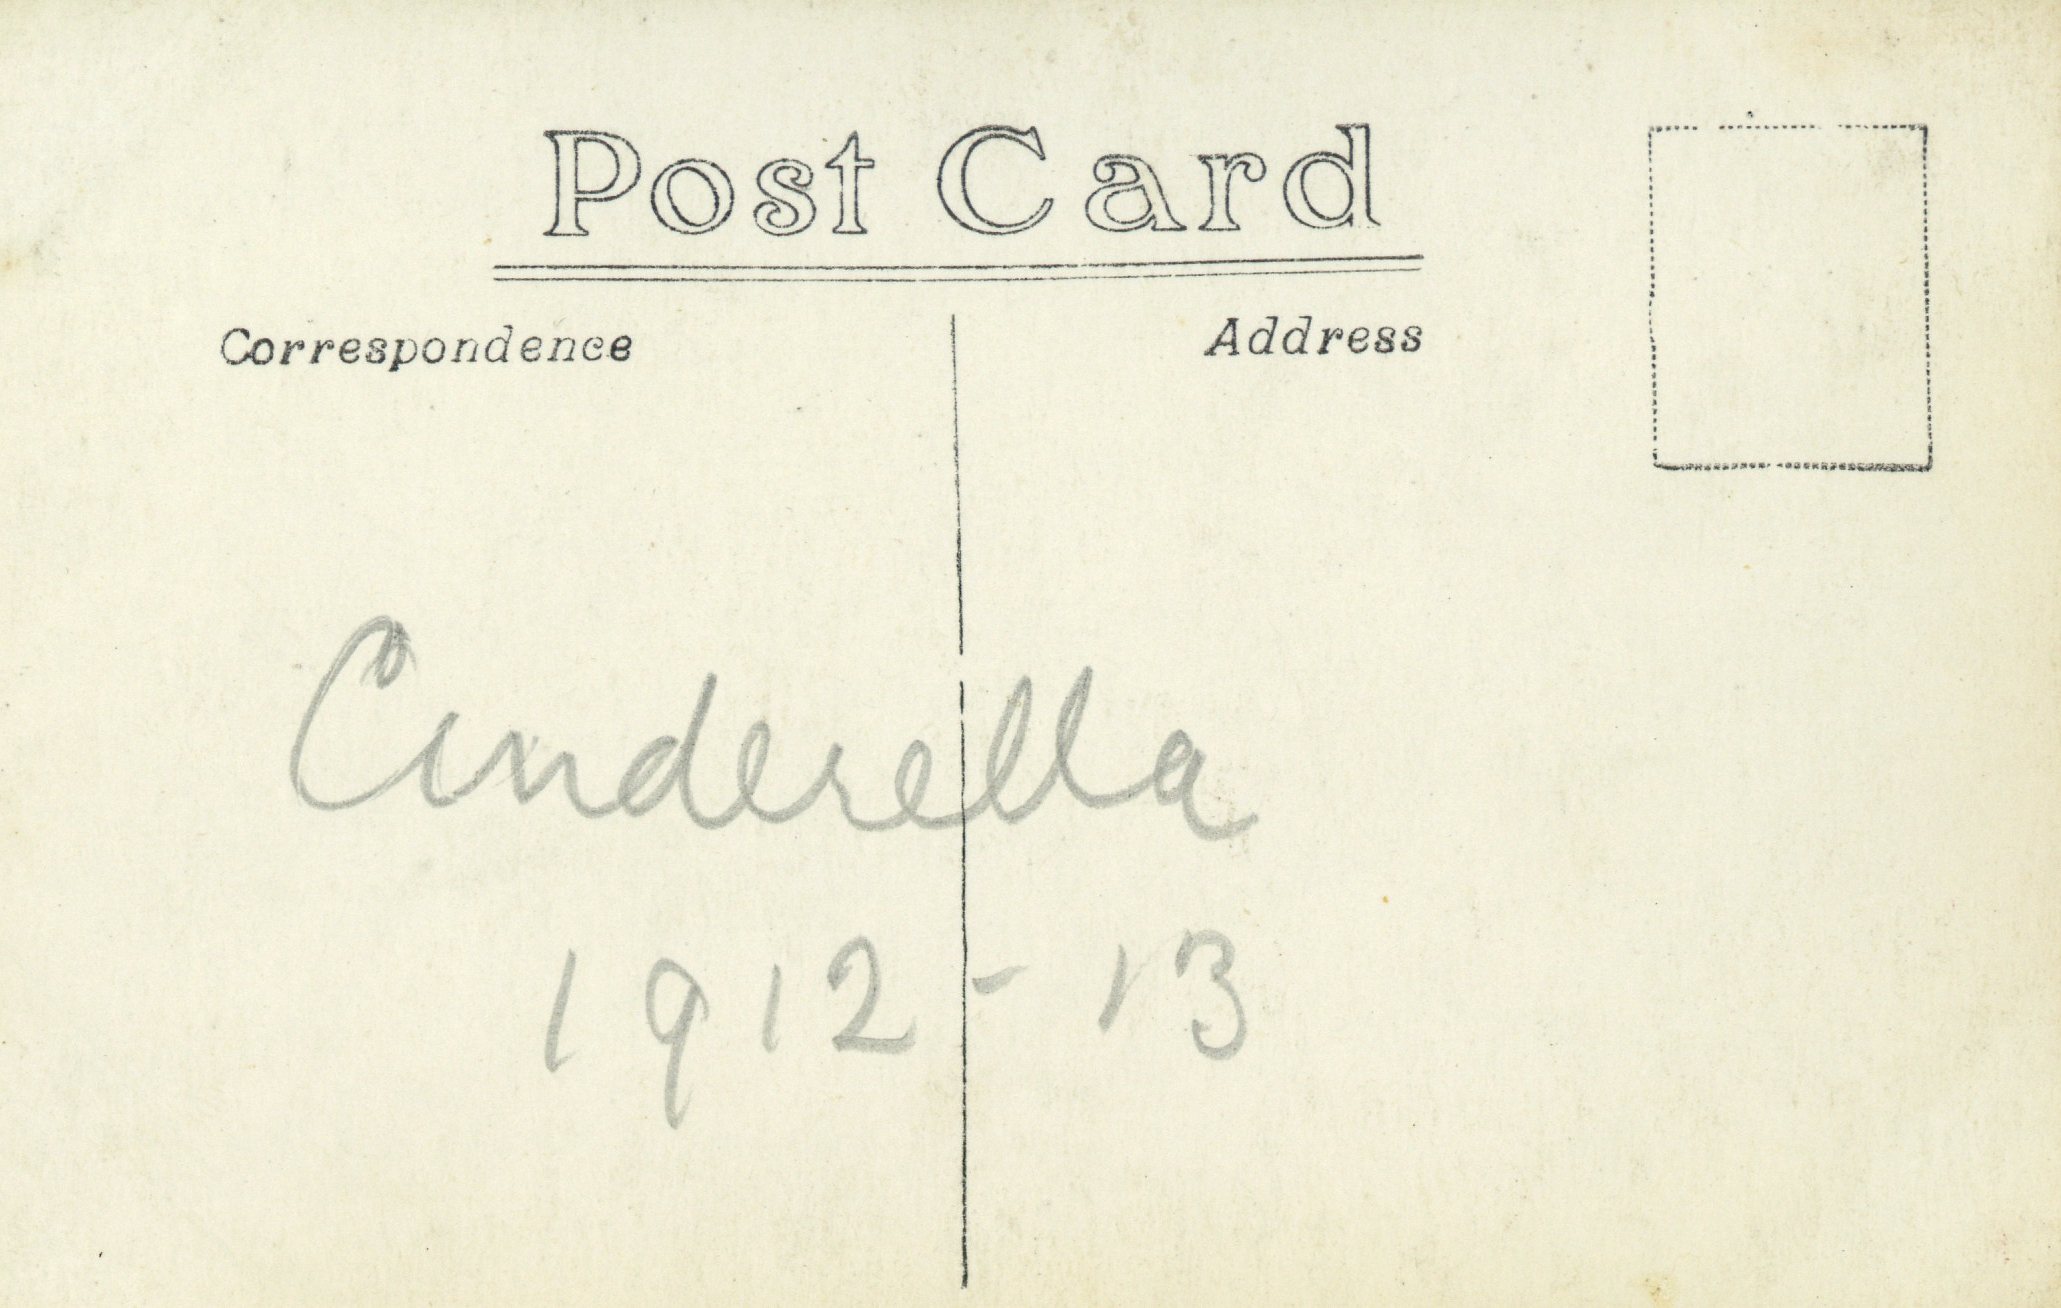 Post Card
Correspondence
Address
Cinderella
1912-13